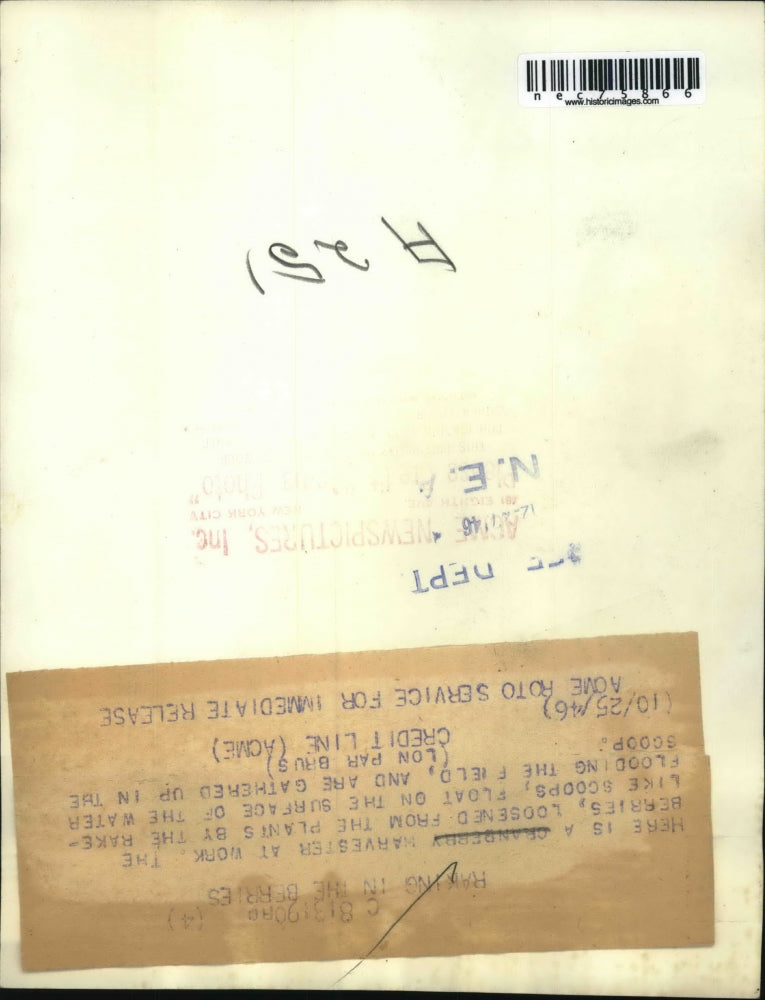 nec75866
www.historicimages.com
C 813190RO (4)
RAKING IN THE BERRIES
HERE IS A CRANBERRY HARVESTER AT WORK. THE
BERRIES, LOOSENED FROM THE PLANTS BY THE RAKE-
LIKE SCOOPS, FLOAT ON THE SURFACE OF THE WATER
FLOODING THE FIELD, AND ARE GATHERED UP IN THE
SCOOP.
(LON PAR BRUS)
CREDIT LINE (ACME)
(10/25/46)
ACME ROTO SERVICE FOR IMMEDIATE RELEASE
DEPT
ACME NEWSPICTURES, Inc.
461 EIGHTH AVE. NEW YORK CITY
Photo"
N.E.A.
A 251